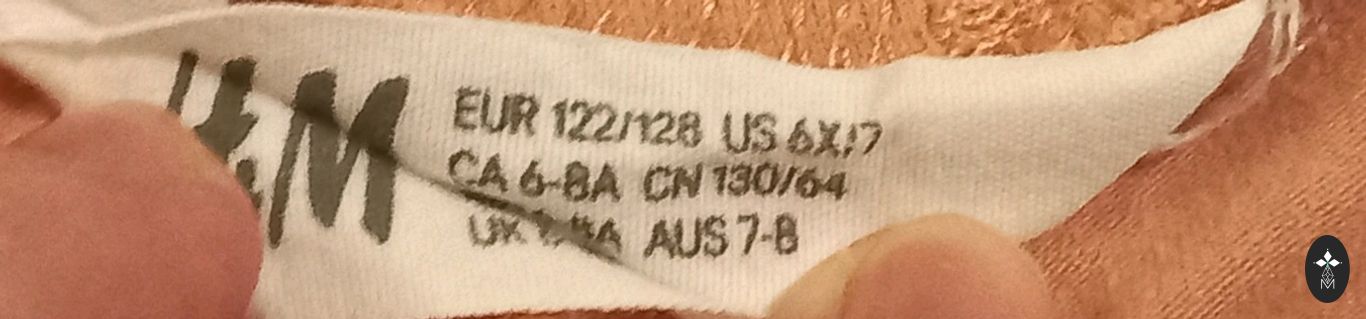 H&M
EUR 122/128 US 6X/7
CA 6-8A CN 130/64
UK AUS 7-8
M